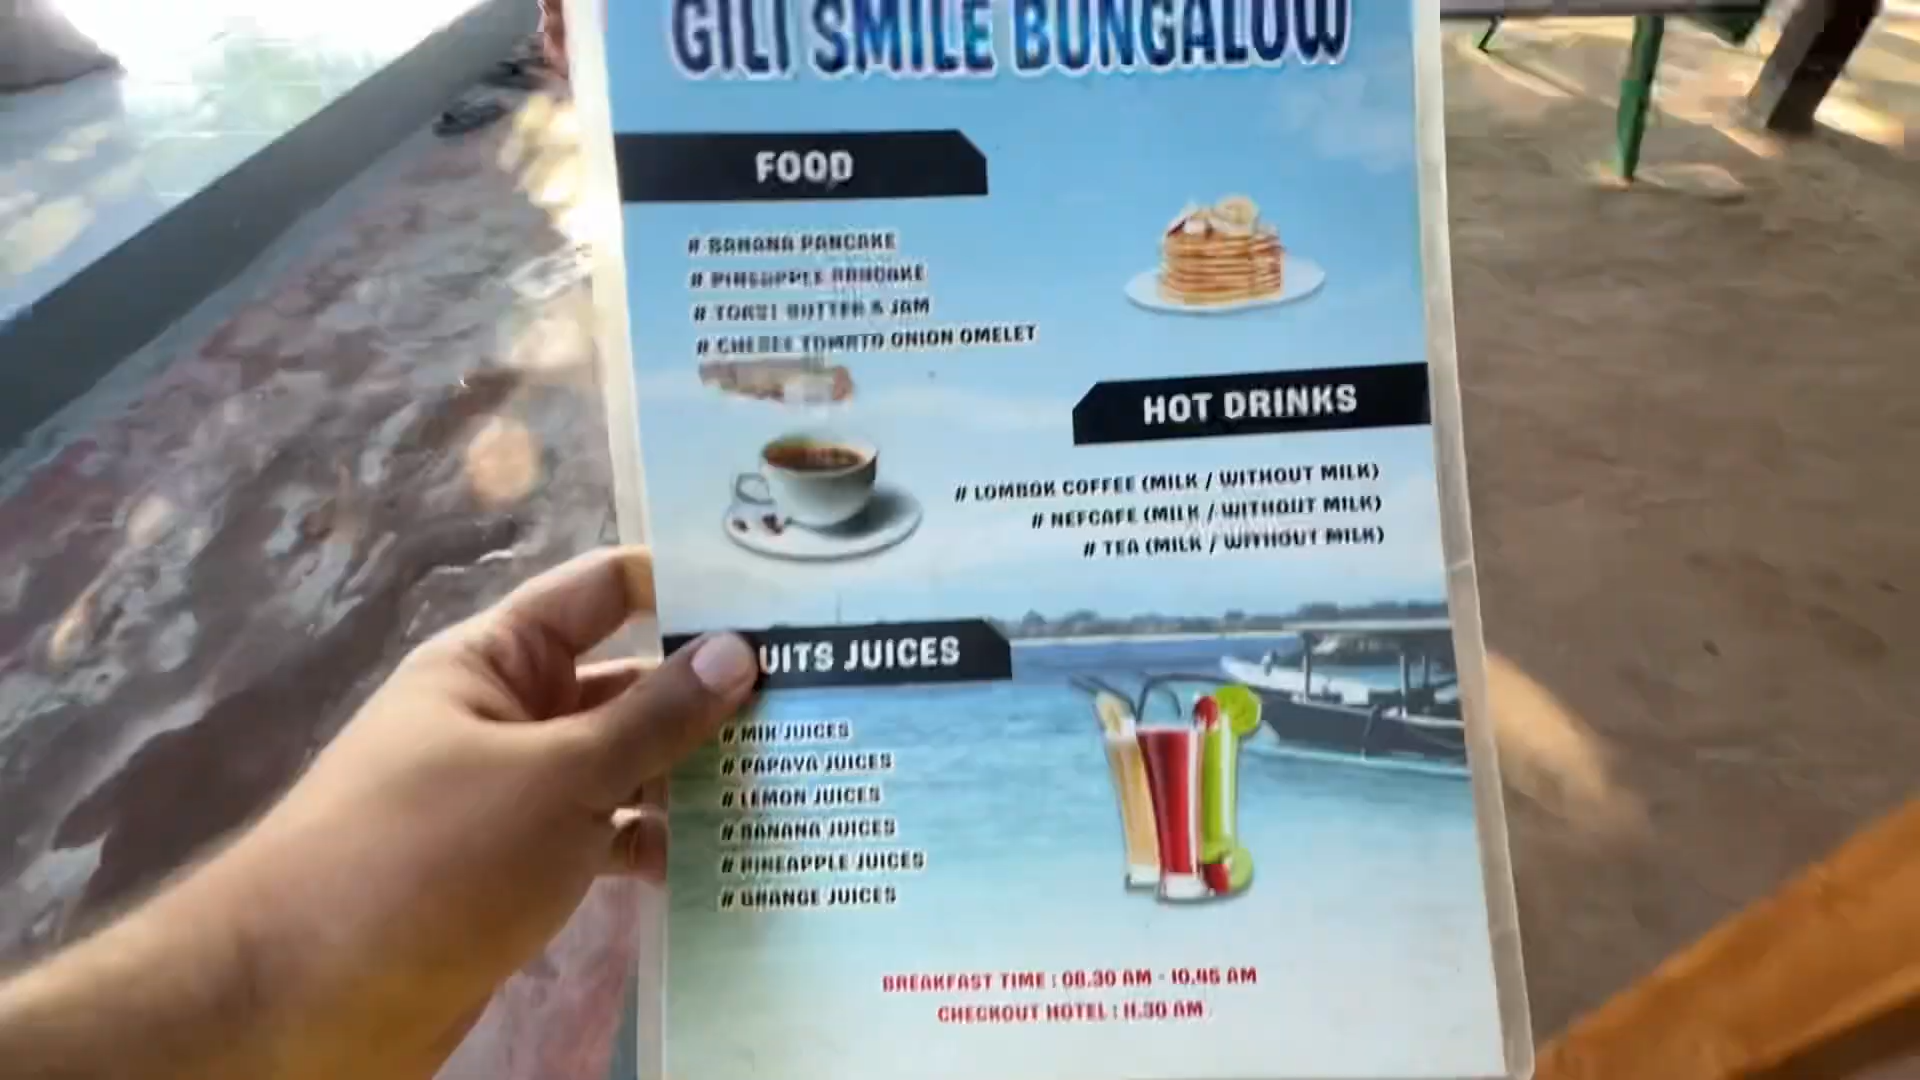 GILI SMILE BUNGALOW
FOOD
# BANANA PANCAKE
# PINEAPPLE PANCAKE
# TOAST BUTTER & JAM
# CHEESE TOMATO ONION OMELET
HOT DRINKS
# LOMBOK COFFEE (MILK / WITHOUT MILK)
# NEFCAFE (MILK / WITHOUT MILK)
# TEA (MILK / WITHOUT MILK)
UITS JUICES
# MIX JUICES
# PAPAYA JUICES
# LEMON JUICES
# BANANA JUICES
# PINEAPPLE JUICES
# ORANGE JUICES
BREAKFAST TIME : 08.30 AM - 10.45 AM
CHECKOUT HOTEL : 11.30 AM